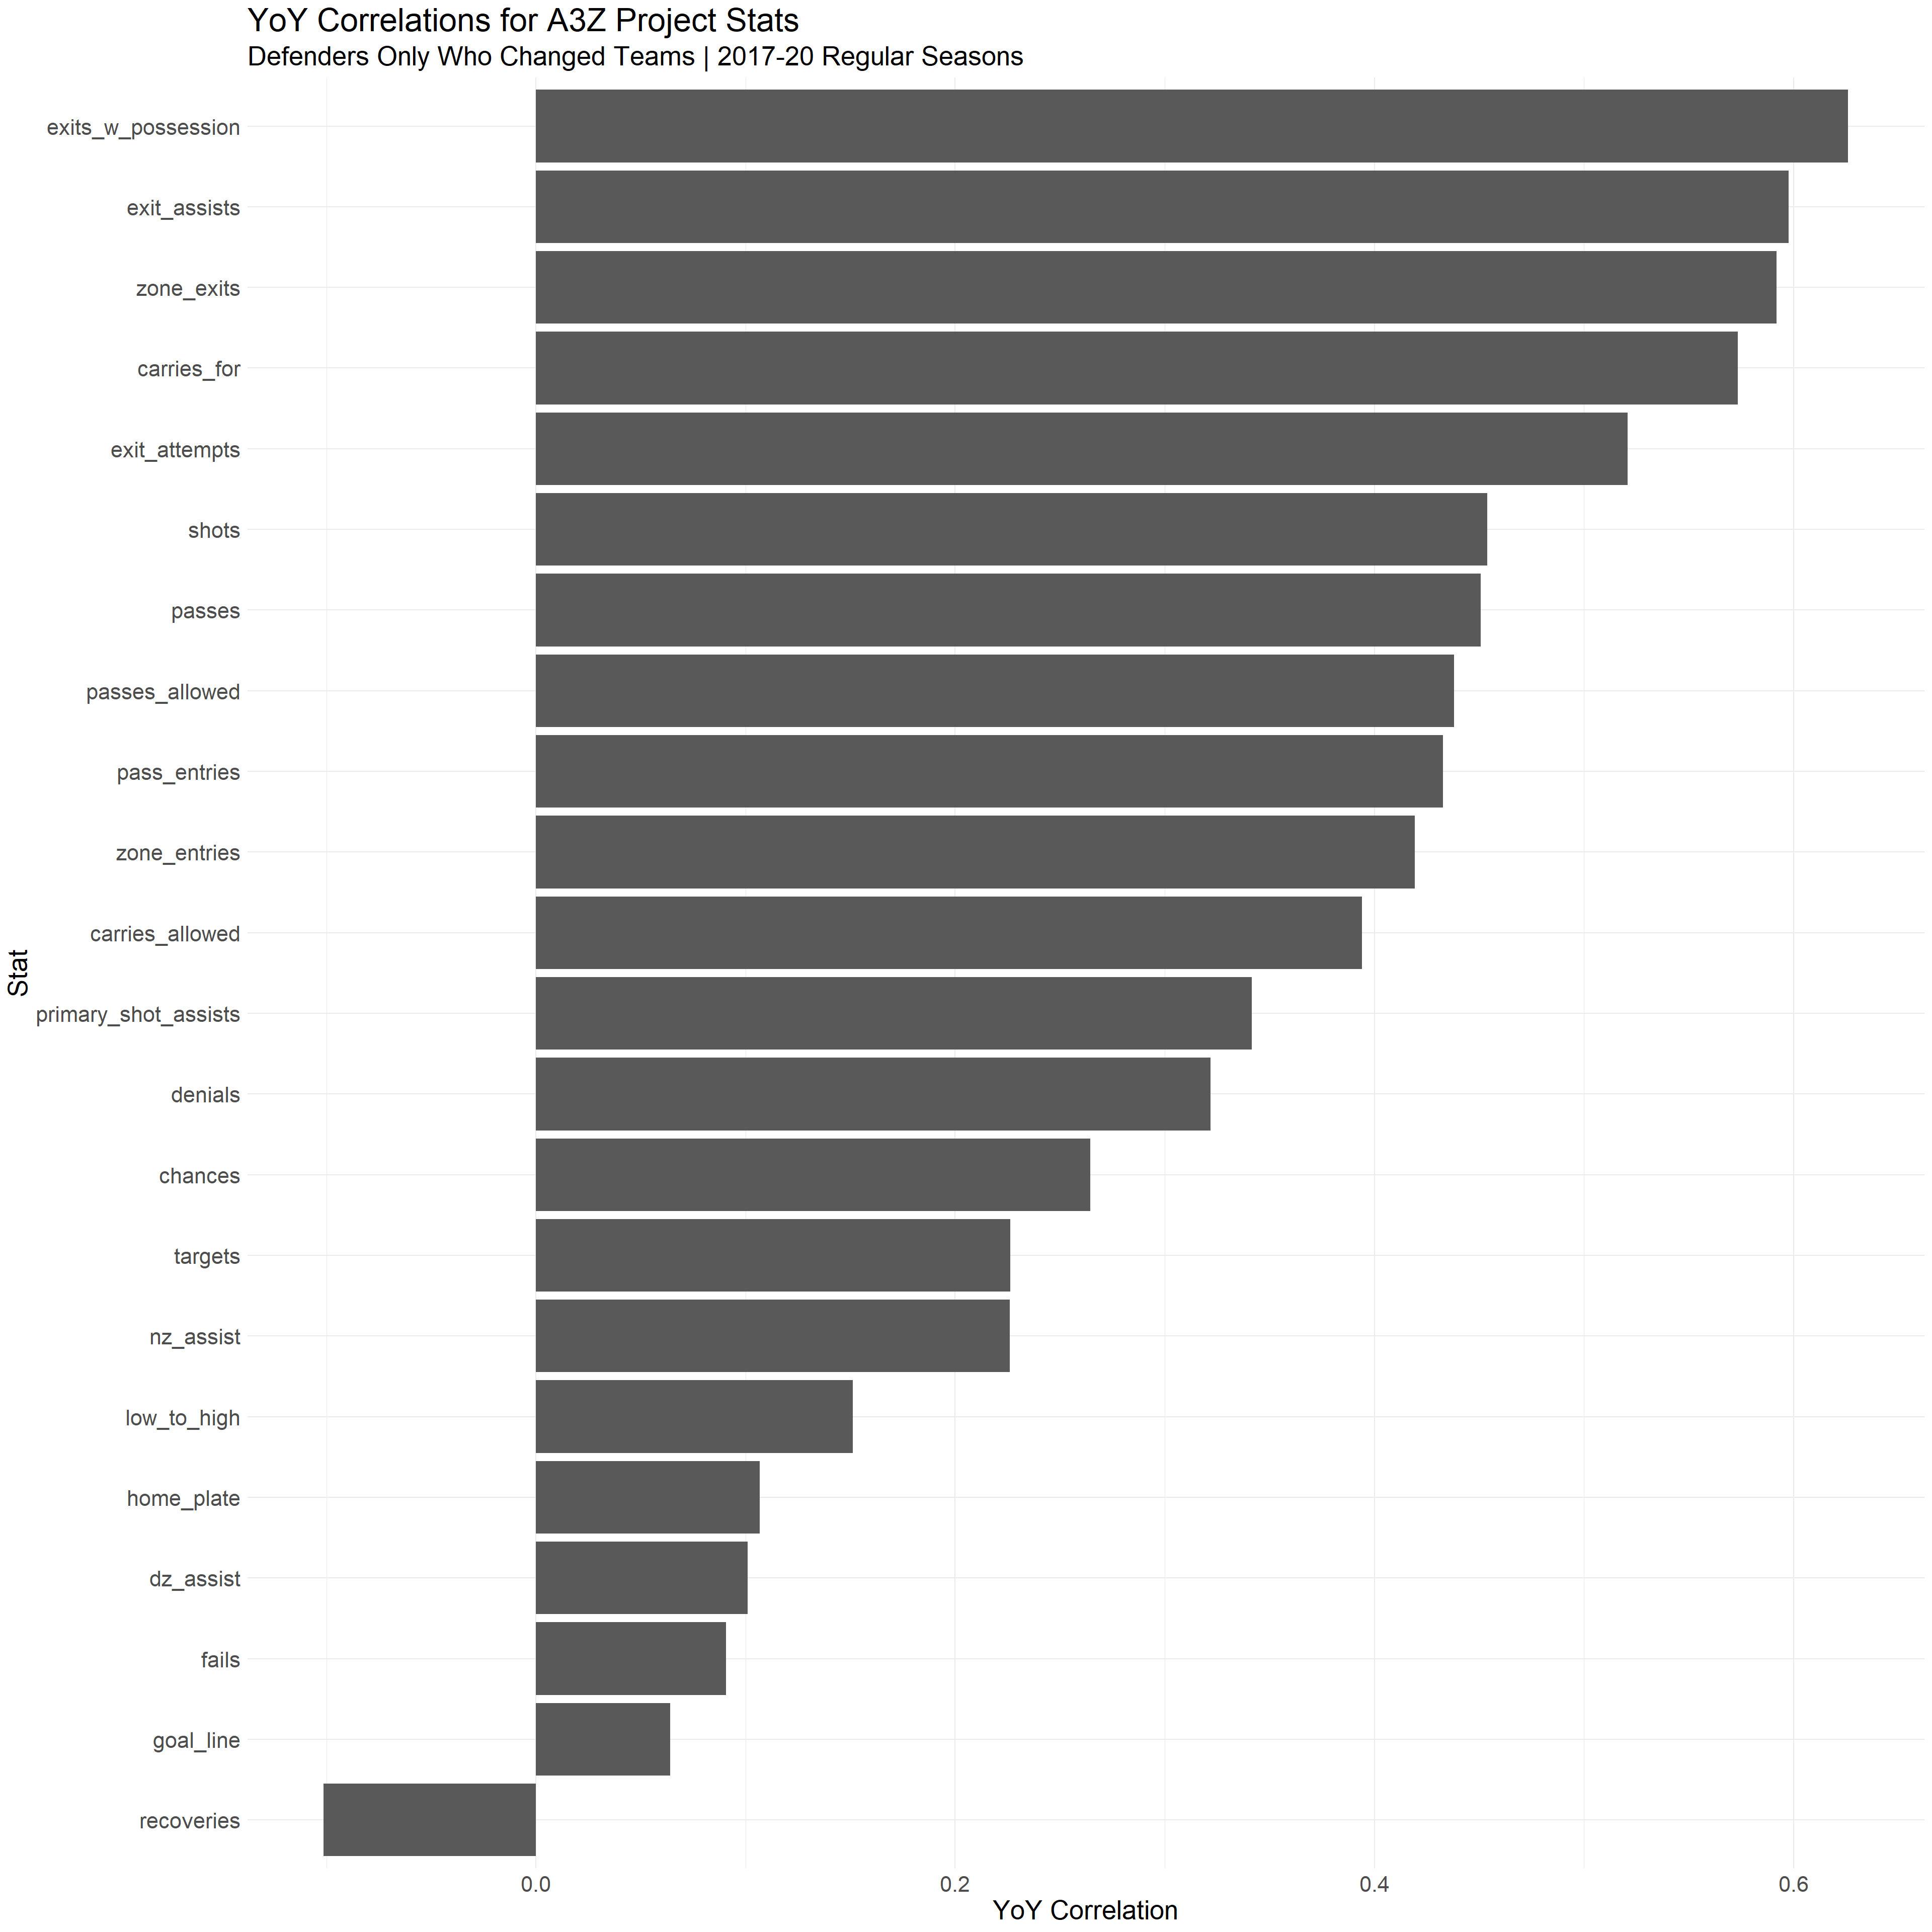 YoY Correlations for A3Z Project Stats
Defenders Only Who Changed Teams | 2017-20 Regular Seasons
exits_w_possession
exit_assists
zone_exits
carries_for
exit_attempts
shots
passes
passes_allowed
pass_entries
zone_entries
carries_allowed
Stat
primary_shot_assists
denials
chances
targets
nz_assist
low_to_high
home_plate
dz_assist
fails
goal_line
recoveries
0.0 0.2 0.4 0.6
YoY Correlation